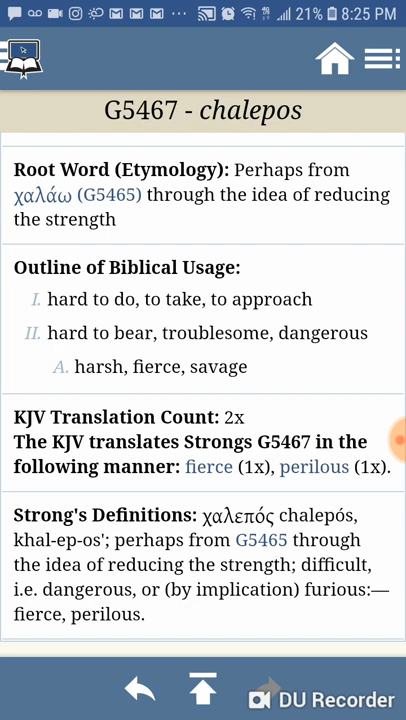 21% 8:25 PM
G5467 - chalepos
Root Word (Etymology): Perhaps from
χαλάω (G5465) through the idea of reducing
the strength
Outline of Biblical Usage:
I. hard to do, to take, to approach
II. hard to bear, troublesome, dangerous
A. harsh, fierce, savage
KJV Translation Count: 2x
The KJV translates Strongs G5467 in the
following manner: fierce (1x), perilous (1x).
Strong's Definitions: χαλεπός chalepós,
khal-ep-os'; perhaps from G5465 through
the idea of reducing the strength; difficult,
i.e. dangerous, or (by implication) furious:—
fierce, perilous.
DU Recorder